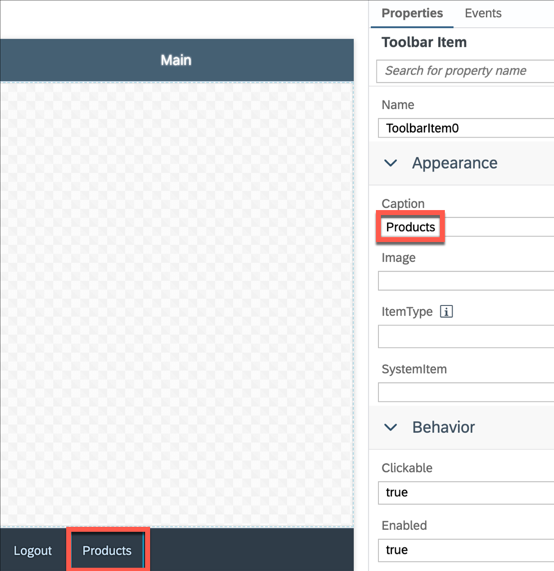 Properties Events
Main
Toolbar Item
Search for property name
Name
ToolbarItem0
Appearance
Caption
Products
Image
ItemType i
SystemItem
Behavior
Clickable
true
Enabled
true
Logout Products